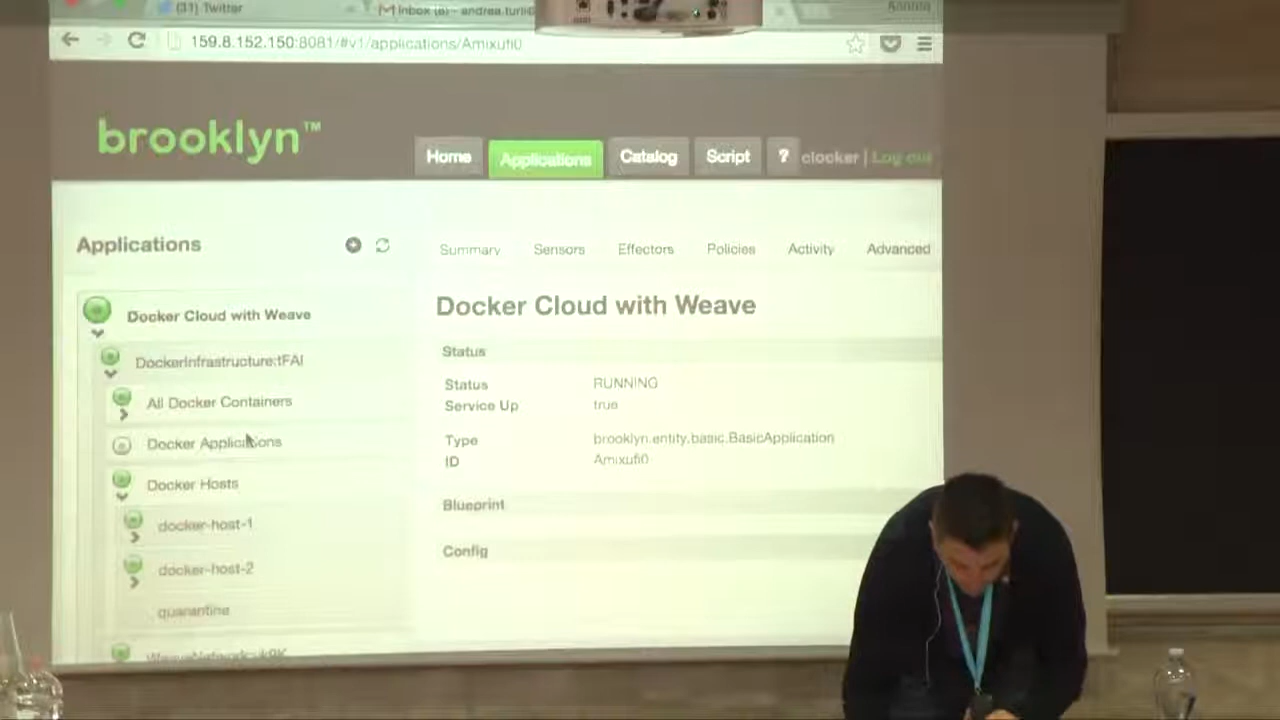 (31) Twitter
Inbox (8) – andrea.turli@
159.8.152.150:8081/#v1/applications/Amixufi0
brooklyn™
Home
Applications
Catalog
Script
?
clocker | Log out
Applications
Summary
Sensors
Effectors
Policies
Activity
Advanced
Docker Cloud with Weave
DockerInfrastructure:tFAI
All Docker Containers
Docker Applications
Docker Hosts
docker-host-1
docker-host-2
quarantine
Docker Cloud with Weave
Status
Status RUNNING
Service Up true
Type brooklyn.entity.basic.BasicApplication
ID Amixufi0
Blueprint
Config